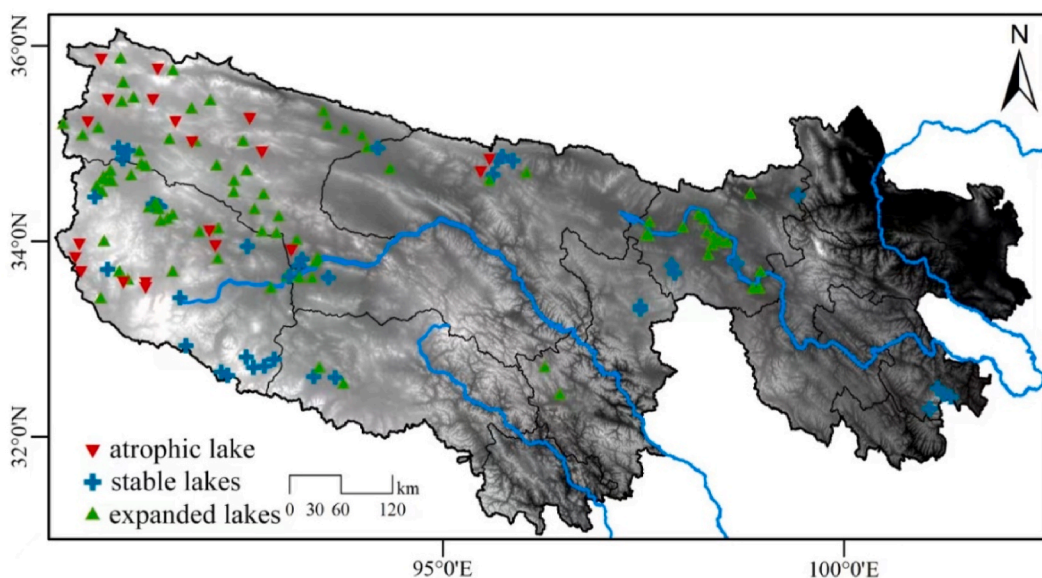 N
36°0'N
34°0'N
32°0'N
atrophic lake
stable lakes
expanded lakes
km
0 30 60 120
95°0'E 100°0'E